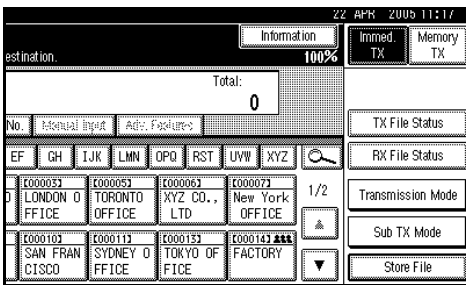 22 APR 2005 11:17
Information
Immed. TX
Memory TX
estination.
100%
Total:
0
No.
Manual Input
Adv. Features
TX File Status
EF
GH
IJK
LMN
OPQ
RST
UVW
XYZ
RX File Status
[00003]
LONDON O
FFICE
[00005]
TORONTO
OFFICE
[00006]
XYZ CO.,
LTD
[00007]
New York
OFFICE
1/2
Transmission Mode
[00010]
SAN FRAN
CISCO
[00011]
SYDNEY O
FFICE
[00013]
TOKYO OF
FICE
[00014]
FACTORY
Sub TX Mode
Store File